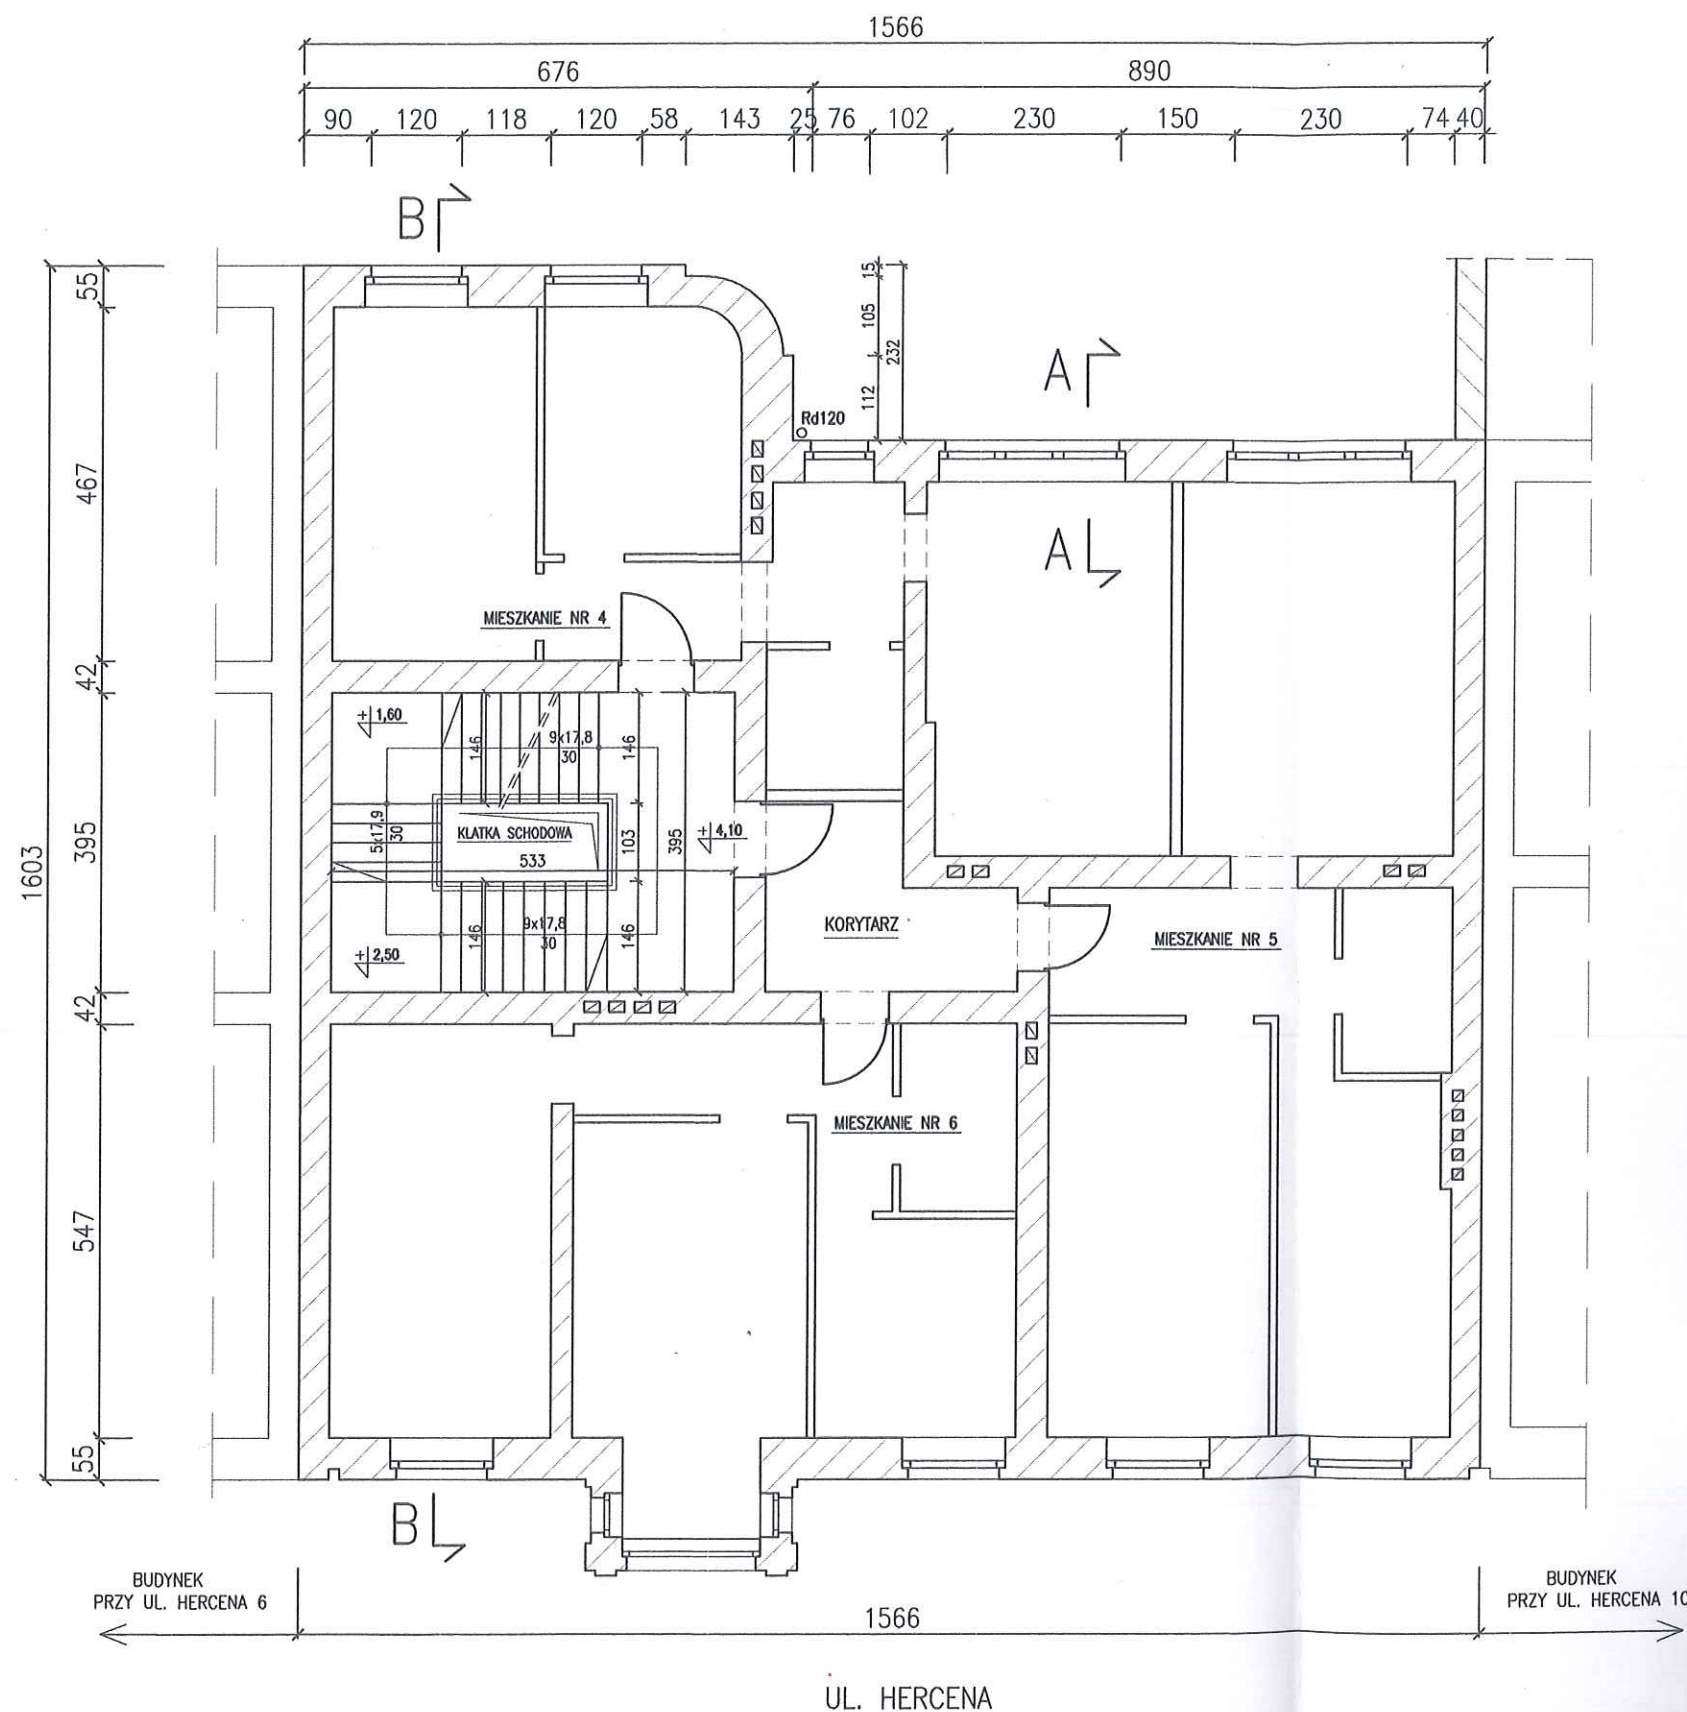 1566
676 890
90 120 118 120 58 143 25 76 102 230 150 230 74 40
B
55
15
105
232
112
A
Rd120
467
A
MIESZKANIE NR 4
42
+1,60
146
9x17,8
30
146
5x17,9
30
KLATKA SCHODOWA
533
103
395
+4,10
395
1603
146
9x17,8
30
146
KORYTARZ
MIESZKANIE NR 5
+2,50
42
MIESZKANIE NR 6
547
55
B
BUDYNEK
PRZY UL. HERCENA 6
BUDYNEK
PRZY UL. HERCENA 10
1566
UL. HERCENA